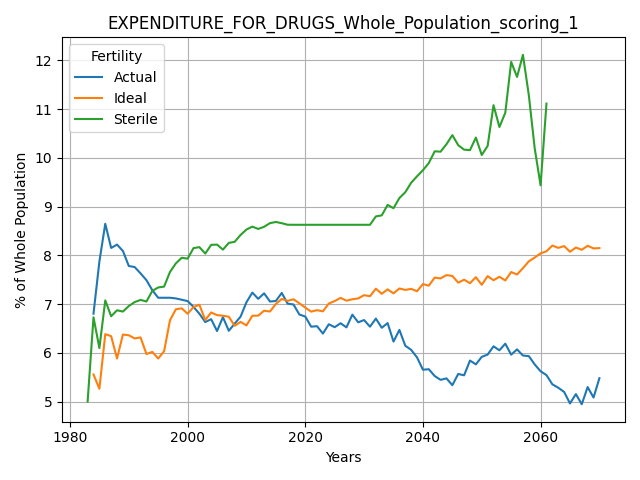 EXPENDITURE_FOR_DRUGS_Whole_Population_scoring_1
Fertility
Actual
Ideal
Sterile
% of Whole Population
12
11
10
9
8
7
6
5
1980
2000
2020
2040
2060
Years